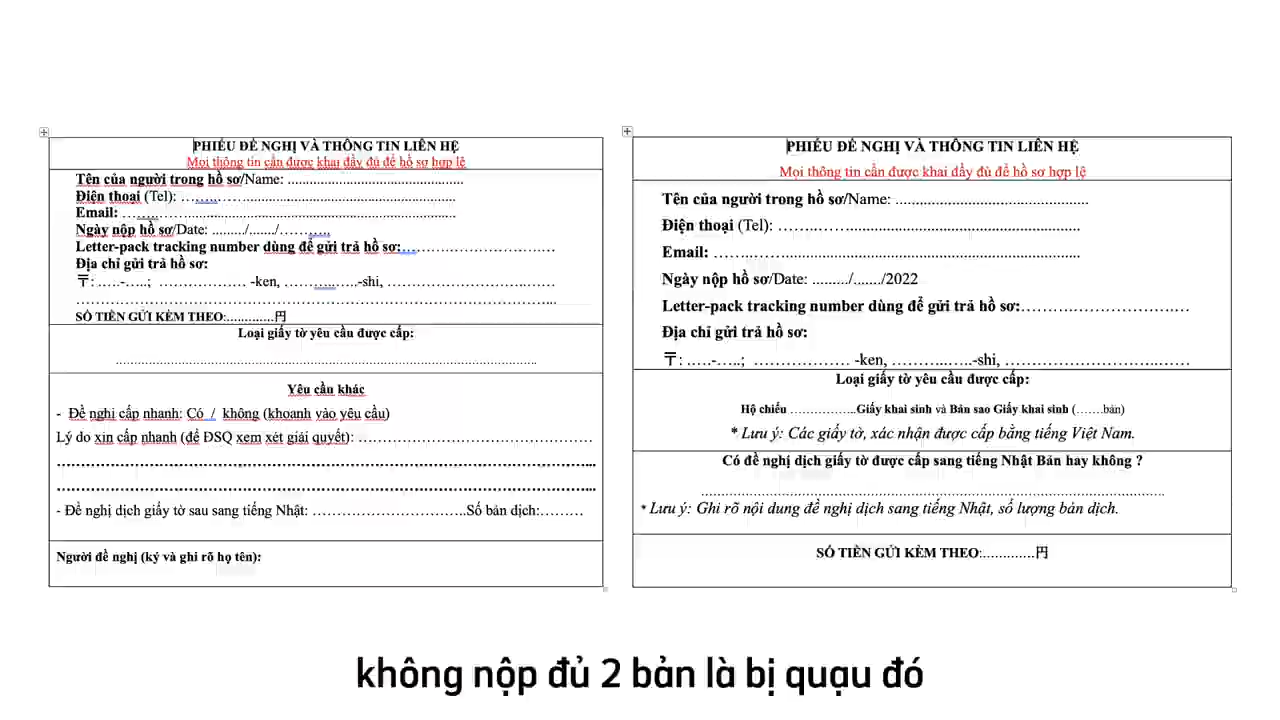 PHIẾU ĐỀ NGHỊ VÀ THÔNG TIN LIÊN HỆ
Mọi thông tin cần được khai đầy đủ để hồ sơ hợp lệ
Tên của người trong hồ sơ/Name: ................................................
Điện thoại (Tel): ……………..........................................................
Email: ………………..........................................................................
Ngày nộp hồ sơ/Date: ........./......../………..
Letter-pack tracking number dùng để gửi trả hồ sơ:………………………………
Địa chỉ gửi trả hồ sơ:
〒: …..-…..; ……………… -ken, ……………..-shi, ………………………..……
………………………………………………………………………………………...
SỐ TIỀN GỬI KÈM THEO:.............円
Loại giấy tờ yêu cầu được cấp:
....................................................................................................................
Yêu cầu khác
- Đề nghị cấp nhanh: Có / không (khoanh vào yêu cầu)
Lý do xin cấp nhanh (để ĐSQ xem xét giải quyết): ………………………………………
…………………………………………………………………………………………...
…………………………………………………………………………………………...
- Đề nghị dịch giấy tờ sau sang tiếng Nhật: …………………………..Số bản dịch:………
Người đề nghị (ký và ghi rõ họ tên):
PHIẾU ĐỀ NGHỊ VÀ THÔNG TIN LIÊN HỆ
Mọi thông tin cần được khai đầy đủ để hồ sơ hợp lệ
Tên của người trong hồ sơ/Name: ................................................
Điện thoại (Tel): ……………..........................................................
Email: ………………..........................................................................
Ngày nộp hồ sơ/Date: ........./......../2022
Letter-pack tracking number dùng để gửi trả hồ sơ:……………………………
Địa chỉ gửi trả hồ sơ:
〒: …..-…..; ……………… -ken, ……………..-shi, ………………………..……
Loại giấy tờ yêu cầu được cấp:
Hộ chiếu ……………..Giấy khai sinh và Bản sao Giấy khai sinh (…….bản)
* Lưu ý: Các giấy tờ, xác nhận được cấp bằng tiếng Việt Nam.
Có đề nghị dịch giấy tờ được cấp sang tiếng Nhật Bản hay không ?
....................................................................................................................
* Lưu ý: Ghi rõ nội dung đề nghị dịch sang tiếng Nhật, số lượng bản dịch.
SỐ TIỀN GỬI KÈM THEO:.............円
không nộp đủ 2 bản là bị quạu đó